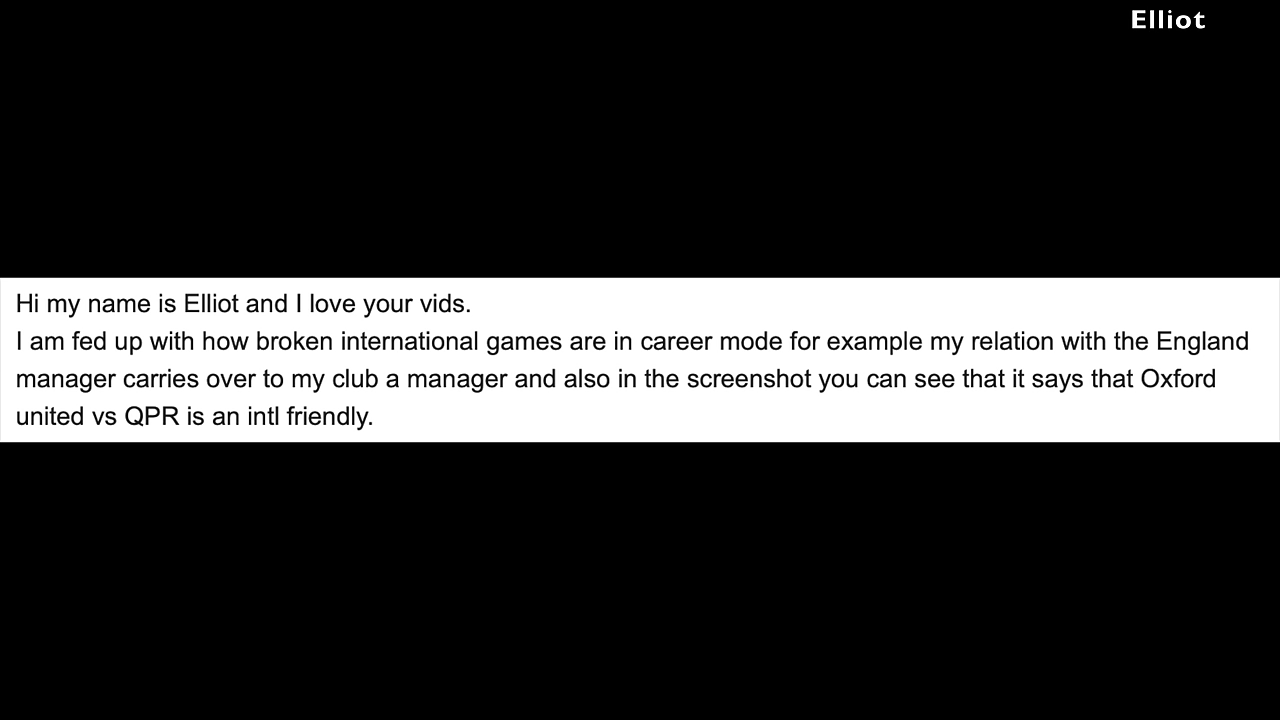 Elliot
Hi my name is Elliot and I love your vids.
I am fed up with how broken international games are in career mode for example my relation with the England
manager carries over to my club a manager and also in the screenshot you can see that it says that Oxford
united vs QPR is an intl friendly.